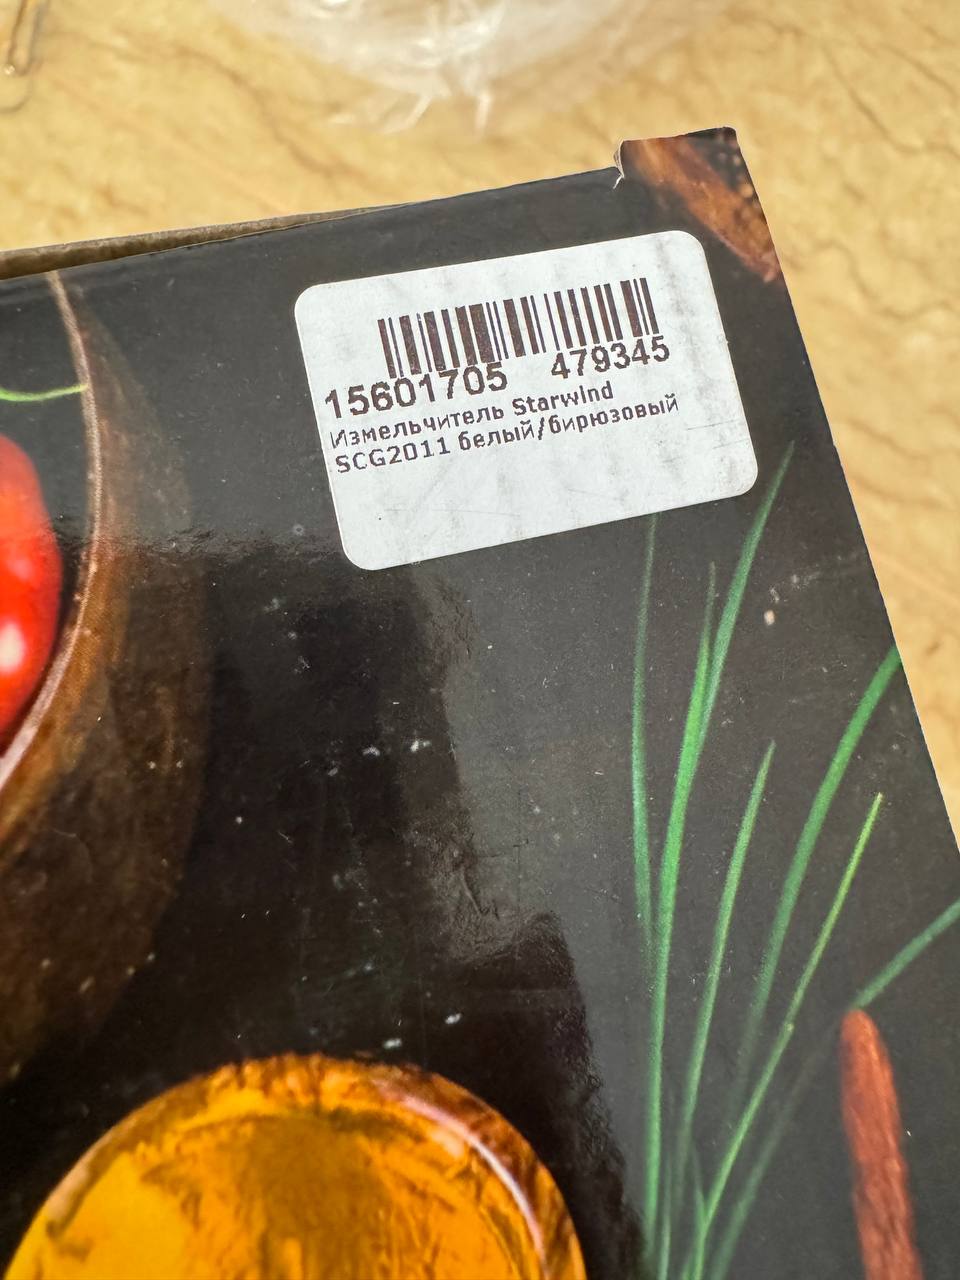 15601705 479345
Измельчитель Starwind
SCG2011 белый/бирюзовый